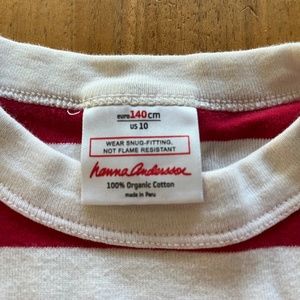 euro 140 cm
US 10
WEAR SNUG-FITTING,
NOT FLAME RESISTANT
hanna andersson
100% Organic Cotton
made in Peru